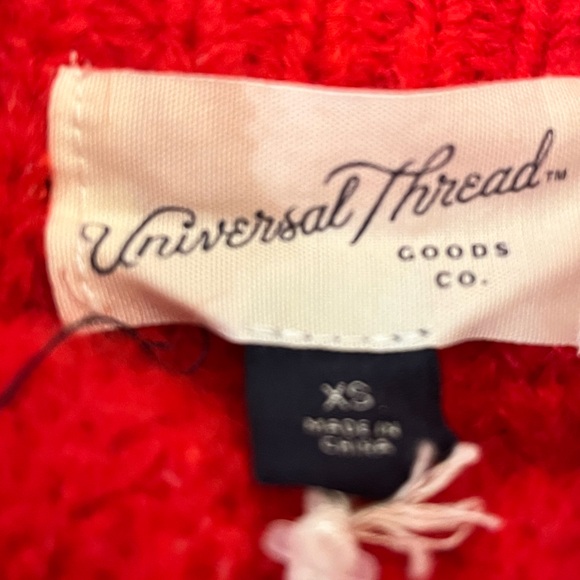 Universal Thread™
GOODS
CO.
XS
MADE IN
CHINA